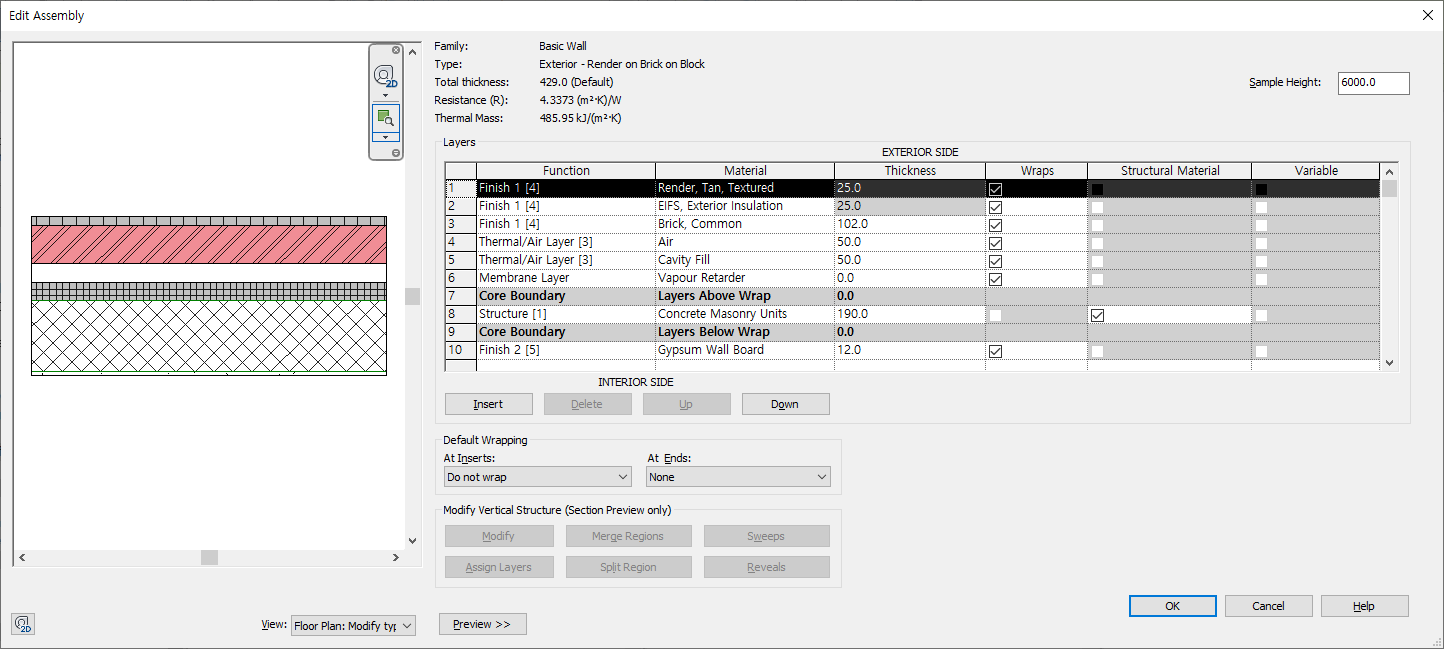 Edit Assembly
2D
Family: Basic Wall
Type: Exterior - Render on Brick on Block
Total thickness: 429.0 (Default)
Resistance (R): 4.3373 (m²·K)/W
Thermal Mass: 485.95 kJ/(m²·K)
Sample Height: 6000.0
Layers
EXTERIOR SIDE
Function Material Thickness Wraps Structural Material Variable
1 Finish 1 [4] Render, Tan, Textured 25.0
2 Finish 1 [4] EIFS, Exterior Insulation 25.0
3 Finish 1 [4] Brick, Common 102.0
4 Thermal/Air Layer [3] Air 50.0
5 Thermal/Air Layer [3] Cavity Fill 50.0
6 Membrane Layer Vapour Retarder 0.0
7 Core Boundary Layers Above Wrap 0.0
8 Structure [1] Concrete Masonry Units 190.0
9 Core Boundary Layers Below Wrap 0.0
10 Finish 2 [5] Gypsum Wall Board 12.0
INTERIOR SIDE
Insert Delete Up Down
Default Wrapping
At Inserts: At Ends:
Do not wrap None
Modify Vertical Structure (Section Preview only)
Modify Merge Regions Sweeps
Assign Layers Split Region Reveals
OK Cancel Help
2D View: Floor Plan: Modify typ Preview >>